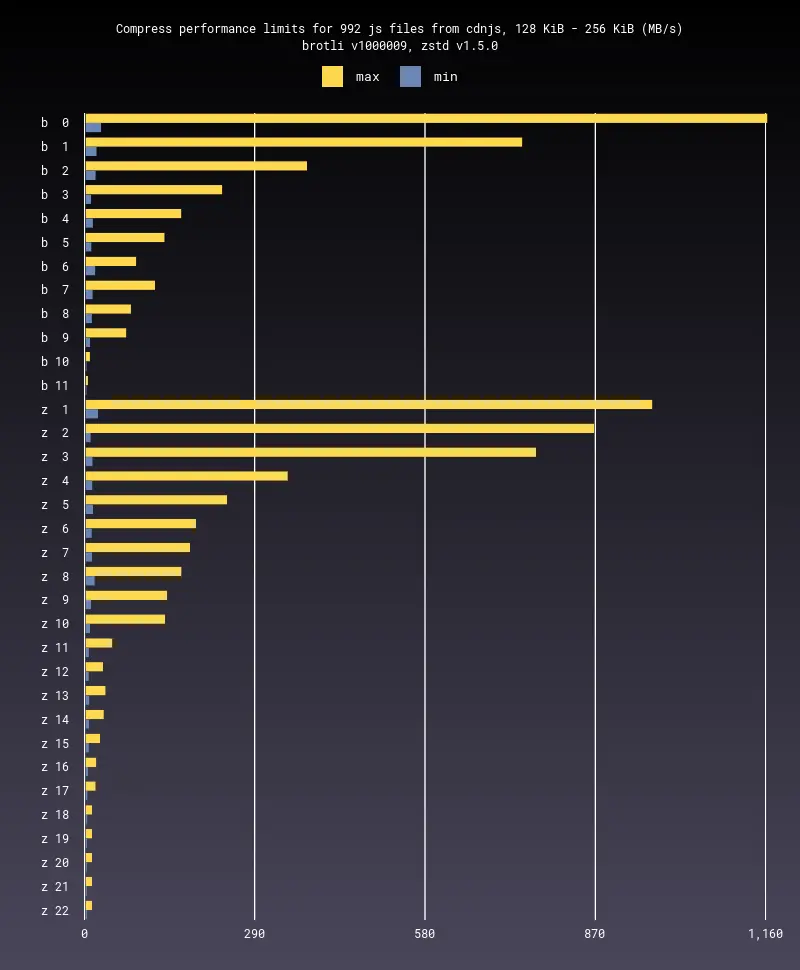 Compress performance limits for 992 js files from cdnjs, 128 KiB - 256 KiB (MB/s)
brotli v1000009, zstd v1.5.0
max min
b 0
b 1
b 2
b 3
b 4
b 5
b 6
b 7
b 8
b 9
b 10
b 11
z 1
z 2
z 3
z 4
z 5
z 6
z 7
z 8
z 9
z 10
z 11
z 12
z 13
z 14
z 15
z 16
z 17
z 18
z 19
z 20
z 21
z 22
0 290 580 870 1,160